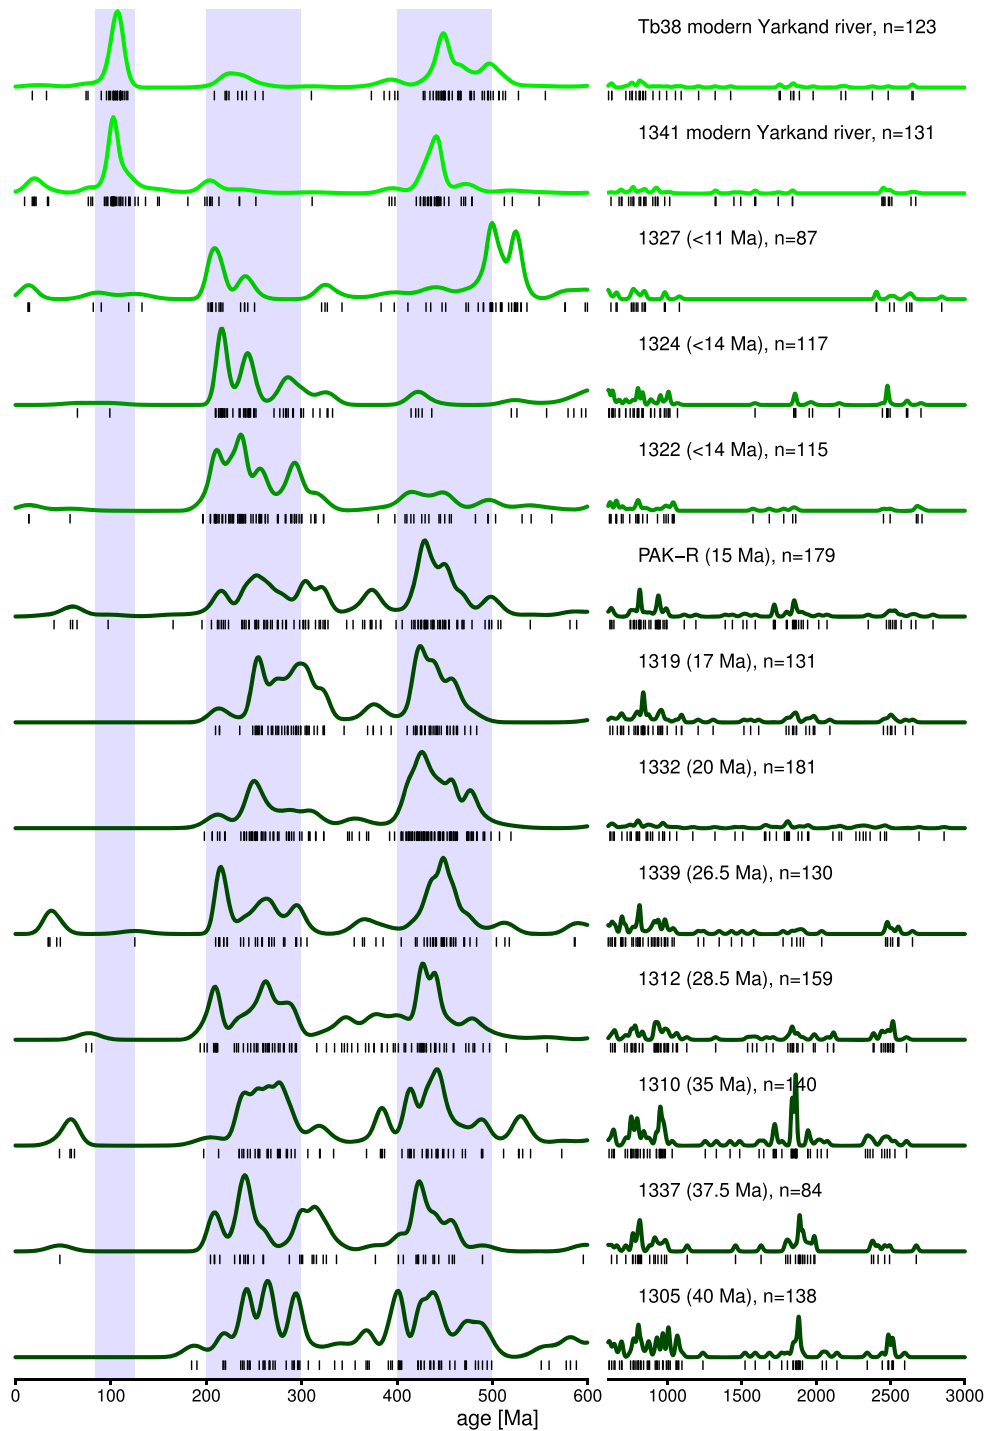 Tb38 modern Yarkand river, n=123
1341 modern Yarkand river, n=131
1327 (<11 Ma), n=87
1324 (<14 Ma), n=117
1322 (<14 Ma), n=115
PAK−R (15 Ma), n=179
1319 (17 Ma), n=131
1332 (20 Ma), n=181
1339 (26.5 Ma), n=130
1312 (28.5 Ma), n=159
1310 (35 Ma), n=140
1337 (37.5 Ma), n=84
1305 (40 Ma), n=138
0 100 200 300 400 500 600 1000 1500 2000 2500 3000
age [Ma]